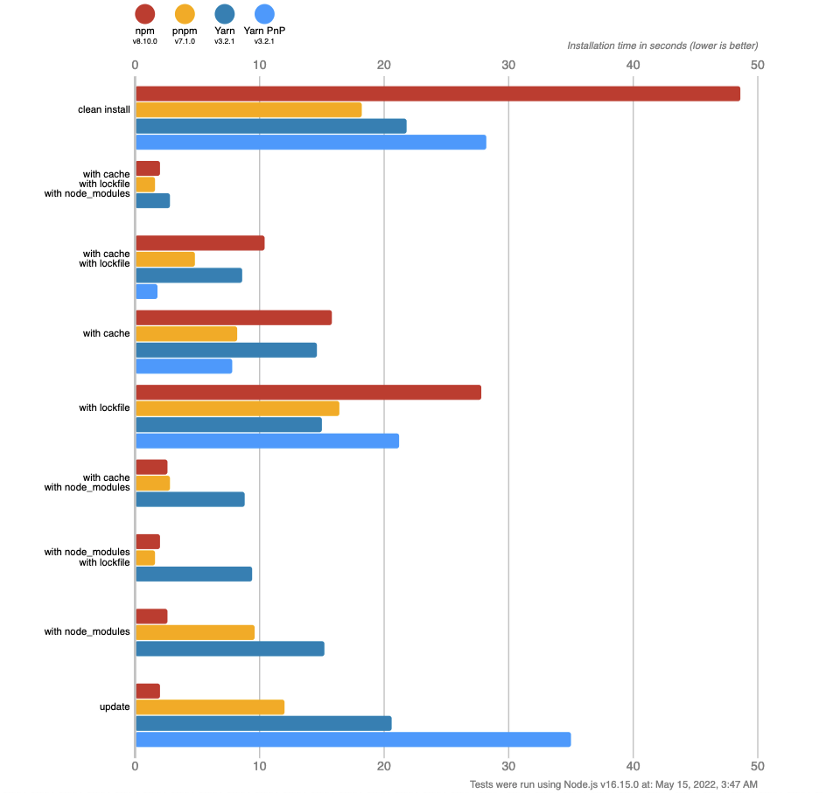 npm pnpm Yarn Yarn PnP
v8.10.0 v7.1.0 v3.2.1 v3.2.1
Installation time in seconds (lower is better)
0 10 20 30 40 50
clean install
with cache
with lockfile
with node_modules
with cache
with lockfile
with cache
with lockfile
with cache
with node_modules
with node_modules
with lockfile
with node_modules
update
0 10 20 30 40 50
Tests were run using Node.js v16.15.0 at: May 15, 2022, 3:47 AM